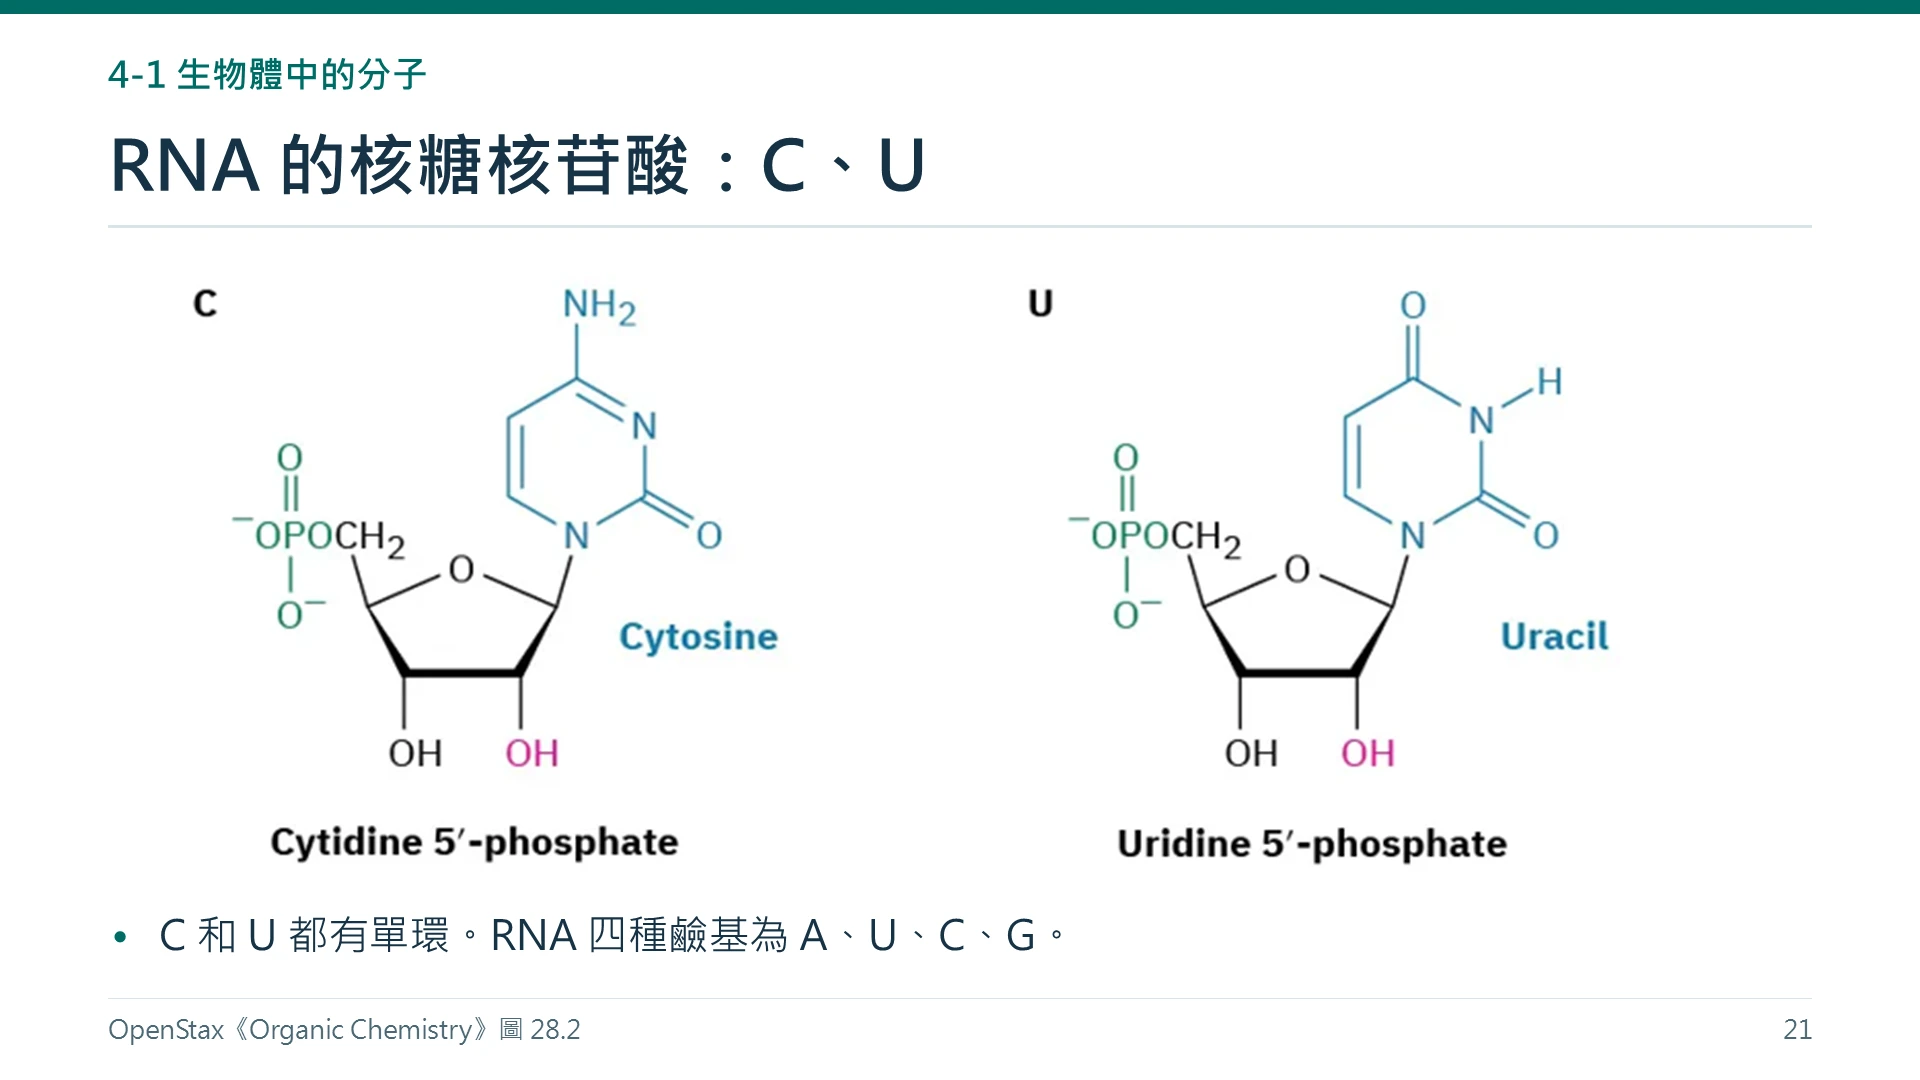 4-1 生物體中的分子
RNA 的核糖核苷酸：C、U
C
NH2
N
O
N
O
⁻OPOCH2
O⁻
O
Cytosine
OH OH
Cytidine 5′-phosphate
U
O
H
N
O
N
O
⁻OPOCH2
O⁻
O
Uracil
OH OH
Uridine 5′-phosphate
• C 和 U 都有單環。RNA 四種鹼基為 A、U、C、G。
OpenStax《Organic Chemistry》圖 28.2
21